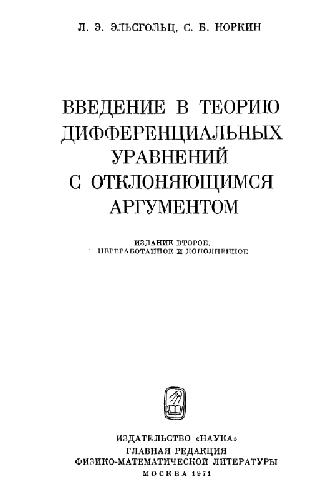 Л. Э. ЭЛЬСГОЛЬЦ, С. Б. НОРКИН
ВВЕДЕНИЕ В ТЕОРИЮ
ДИФФЕРЕНЦИАЛЬНЫХ
УРАВНЕНИЙ
С ОТКЛОНЯЮЩИМСЯ
АРГУМЕНТОМ
ИЗДАНИЕ ВТОРОЕ,
ПЕРЕРАБОТАННОЕ И ДОПОЛНЕННОЕ
ИЗДАТЕЛЬСТВО «НАУКА»
ГЛАВНАЯ РЕДАКЦИЯ
ФИЗИКО-МАТЕМАТИЧЕСКОЙ ЛИТЕРАТУРЫ
МОСКВА 1971